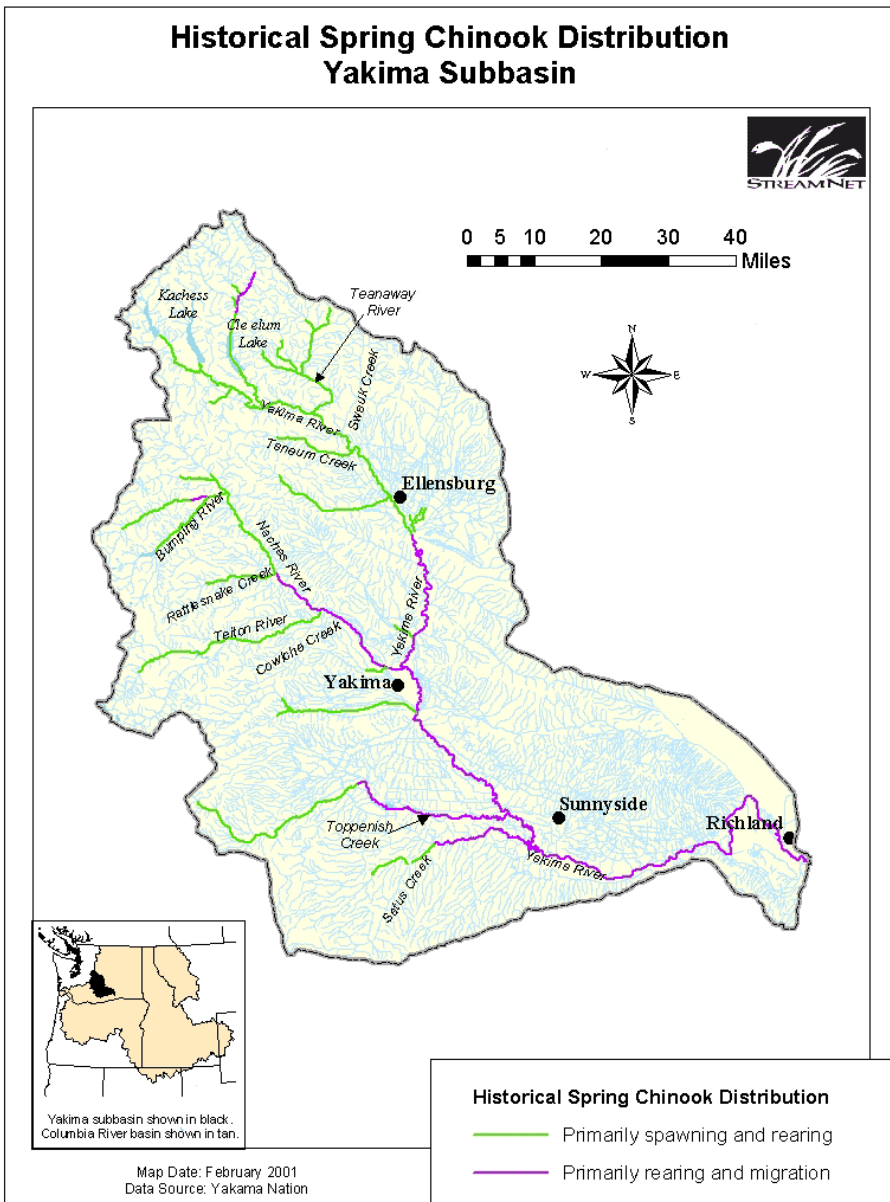 Historical Spring Chinook Distribution
Yakima Subbasin
STREAMNET
0 5 10 20 30 40
Miles
Teanaway
River
Kachess
Lake
Cle elum
Lake
N
W
E
S
Swauk Creek
Yakima River
Taneum Creek
Ellensburg
Bumping River
Naches River
Rattlesnake Creek
Yakima River
Teiton River
Cowiche Creek
Yakima
Sunnyside
Richland
Toppenish
Creek
Yakima River
Satus Creek
Yakima subbasin shown in black.
Columbia River basin shown in tan.
Historical Spring Chinook Distribution
Primarily spawning and rearing
Primarily rearing and migration
Map Date: February 2001
Data Source: Yakama Nation